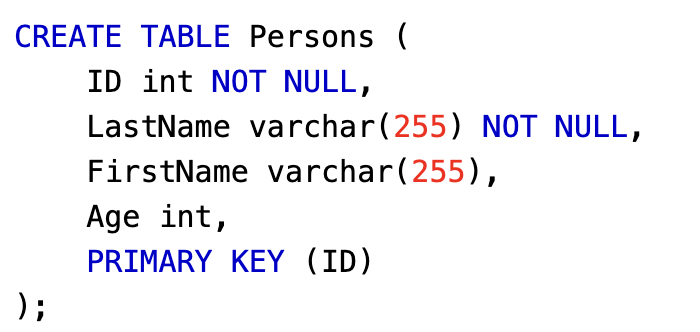 CREATE TABLE Persons (
    ID int NOT NULL,
    LastName varchar(255) NOT NULL,
    FirstName varchar(255),
    Age int,
    PRIMARY KEY (ID)
);